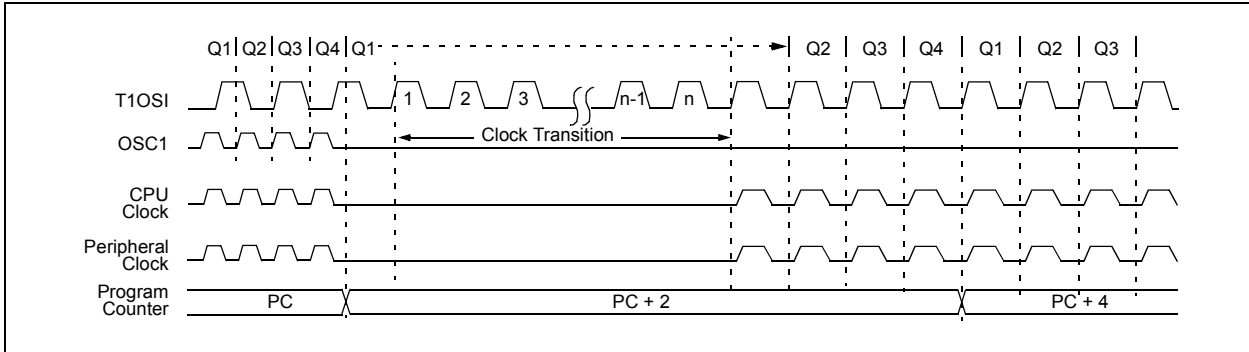 Q1 Q2 Q3 Q4 Q1 Q2 Q3 Q4 Q1 Q2 Q3
T1OSI 1 2 3 n-1 n
Clock Transition
OSC1
CPU
Clock
Peripheral
Clock
Program
Counter
PC PC + 2 PC + 4